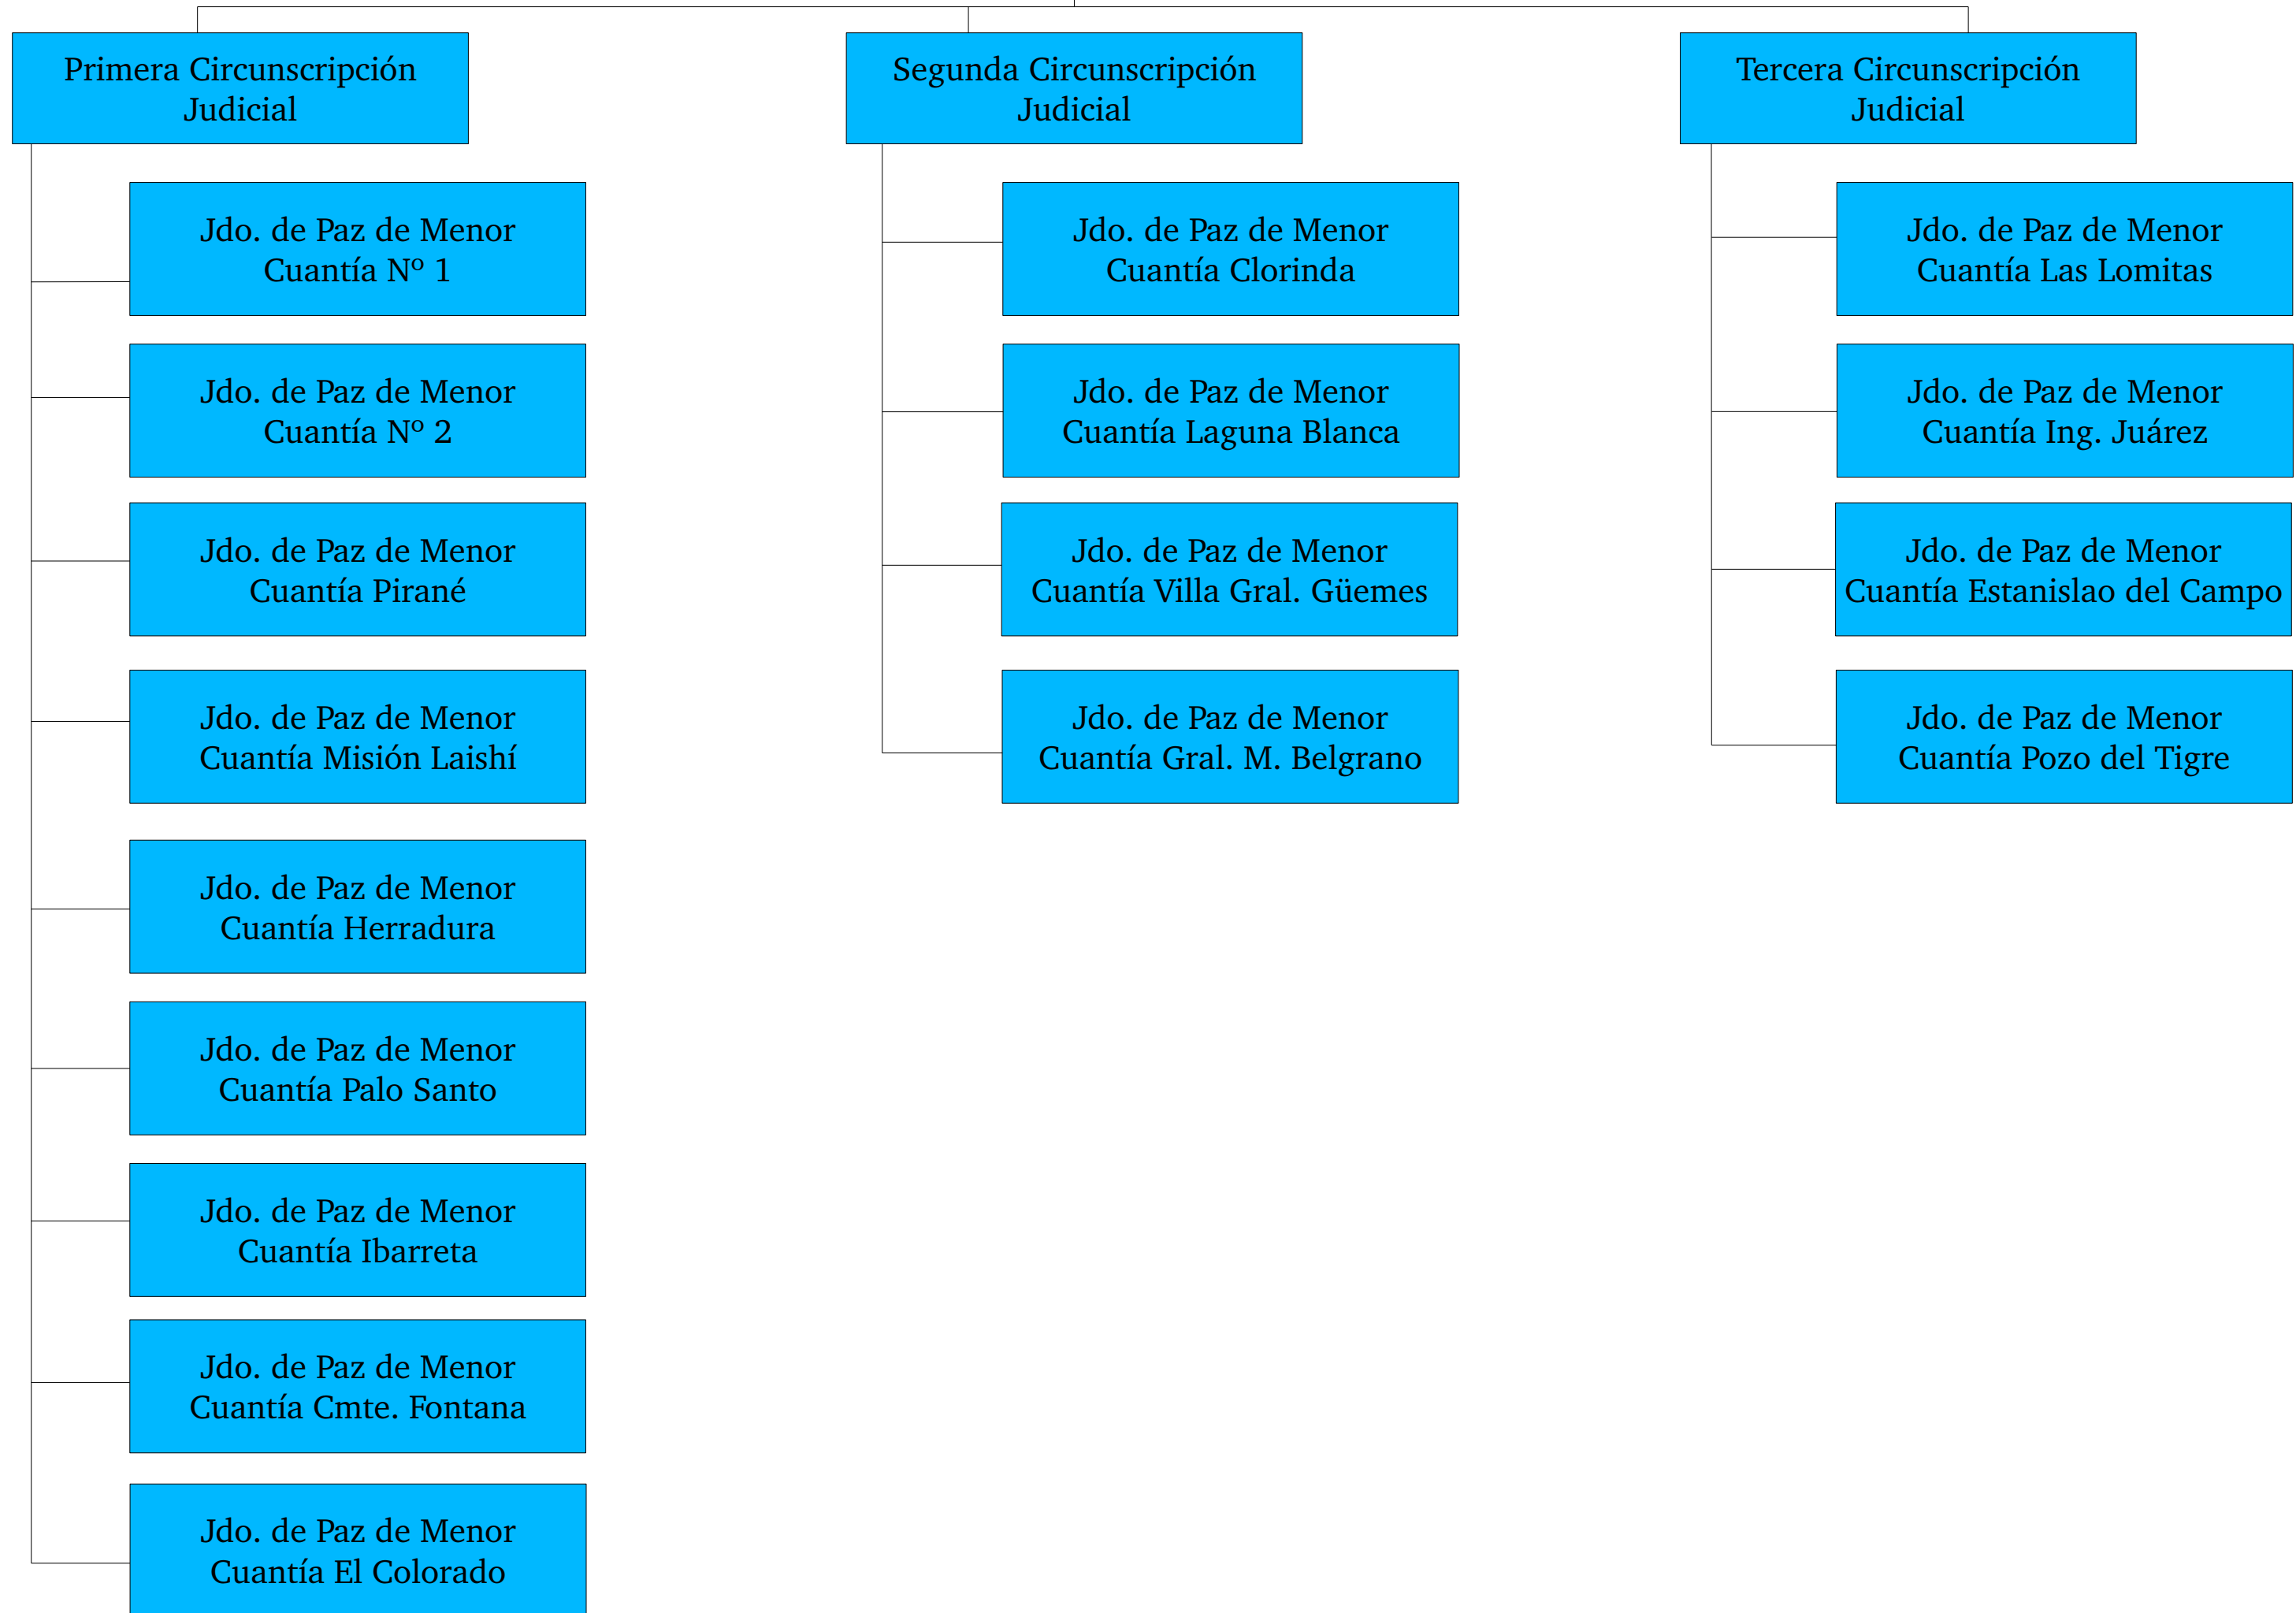 Primera Circunscripción
Judicial
Segunda Circunscripción
Judicial
Tercera Circunscripción
Judicial
Jdo. de Paz de Menor
Cuantía Nº 1
Jdo. de Paz de Menor
Cuantía Nº 2
Jdo. de Paz de Menor
Cuantía Pirané
Jdo. de Paz de Menor
Cuantía Misión Laishí
Jdo. de Paz de Menor
Cuantía Herradura
Jdo. de Paz de Menor
Cuantía Palo Santo
Jdo. de Paz de Menor
Cuantía Ibarreta
Jdo. de Paz de Menor
Cuantía Cmte. Fontana
Jdo. de Paz de Menor
Cuantía El Colorado
Jdo. de Paz de Menor
Cuantía Clorinda
Jdo. de Paz de Menor
Cuantía Laguna Blanca
Jdo. de Paz de Menor
Cuantía Villa Gral. Güemes
Jdo. de Paz de Menor
Cuantía Gral. M. Belgrano
Jdo. de Paz de Menor
Cuantía Las Lomitas
Jdo. de Paz de Menor
Cuantía Ing. Juárez
Jdo. de Paz de Menor
Cuantía Estanislao del Campo
Jdo. de Paz de Menor
Cuantía Pozo del Tigre